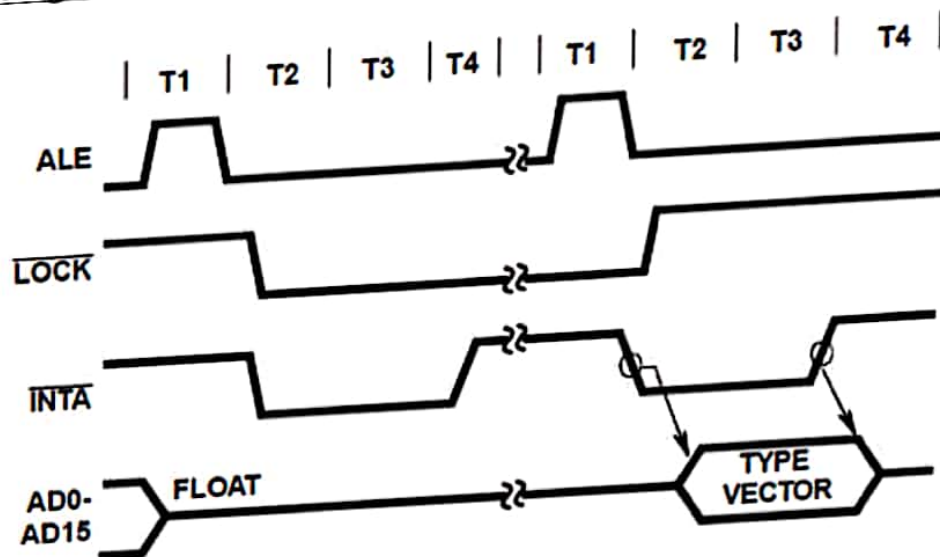 T1 T2 T3 T4 T1 T2 T3 T4
ALE
LOCK
INTA
FLOAT
AD0-
AD15
TYPE
VECTOR